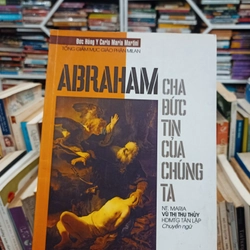 Đức Hồng Y Carlo Maria Martini
TỔNG GIÁM MỤC GIÁO PHẬN MILAN
ABRAHAM
CHA
ĐỨC
TIN
CỦA
CHÚNG
TA
NT. MARIA
VŨ THỊ THU THỦY
HDMTG TÂN LẬP
Chuyển ngữ